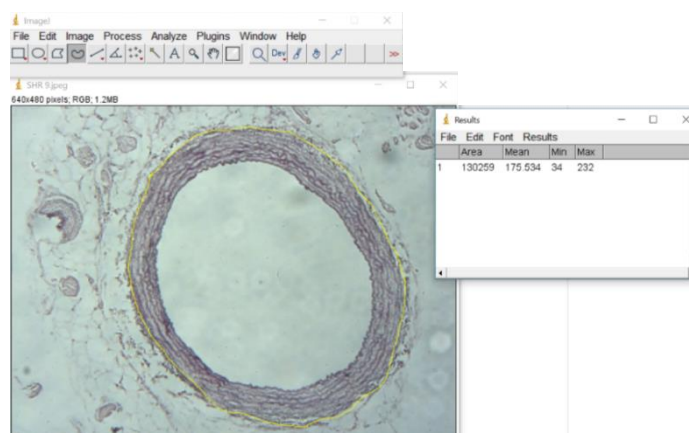 ImageJ
File Edit Image Process Analyze Plugins Window Help
A Dev >>
SHR 9.jpeg
640x480 pixels; RGB; 1.2MB
Results
File Edit Font Results
Area Mean Min Max
1 130259 175.534 34 232